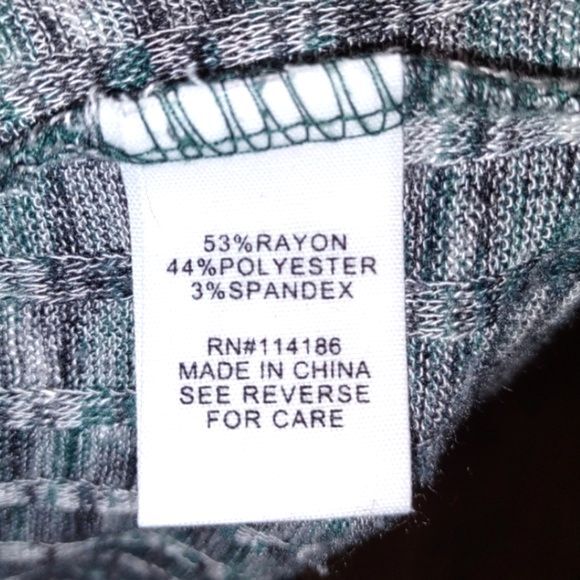 53%RAYON
44%POLYESTER
3%SPANDEX
RN#114186
MADE IN CHINA
SEE REVERSE
FOR CARE